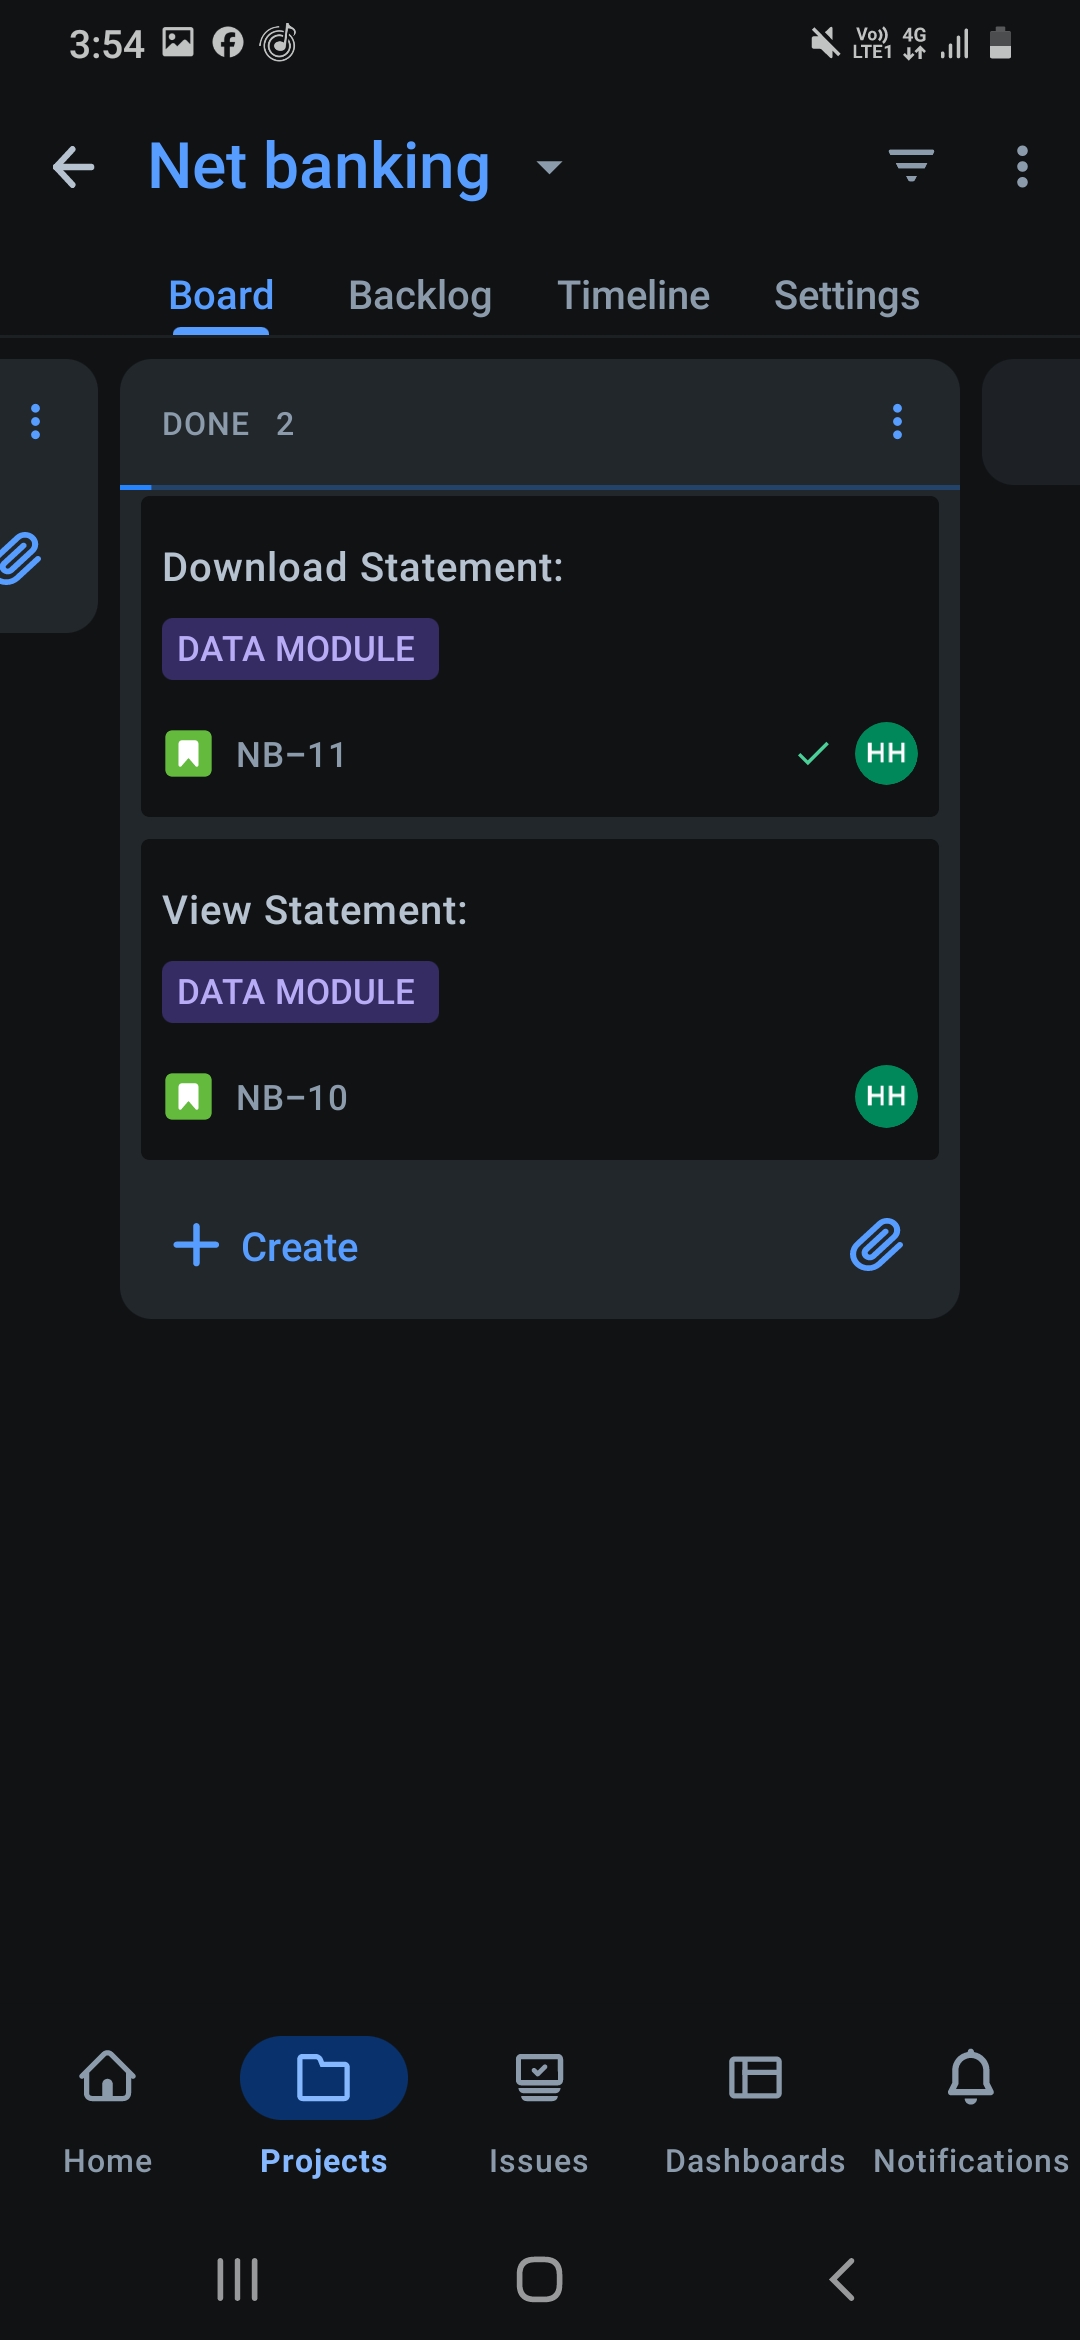 3:54
Vo)) LTE1 4G
Net banking
Board Backlog Timeline Settings
DONE 2
Download Statement:
DATA MODULE
NB-11 HH
View Statement:
DATA MODULE
NB-10 HH
Create
Home Projects Issues Dashboards Notifications